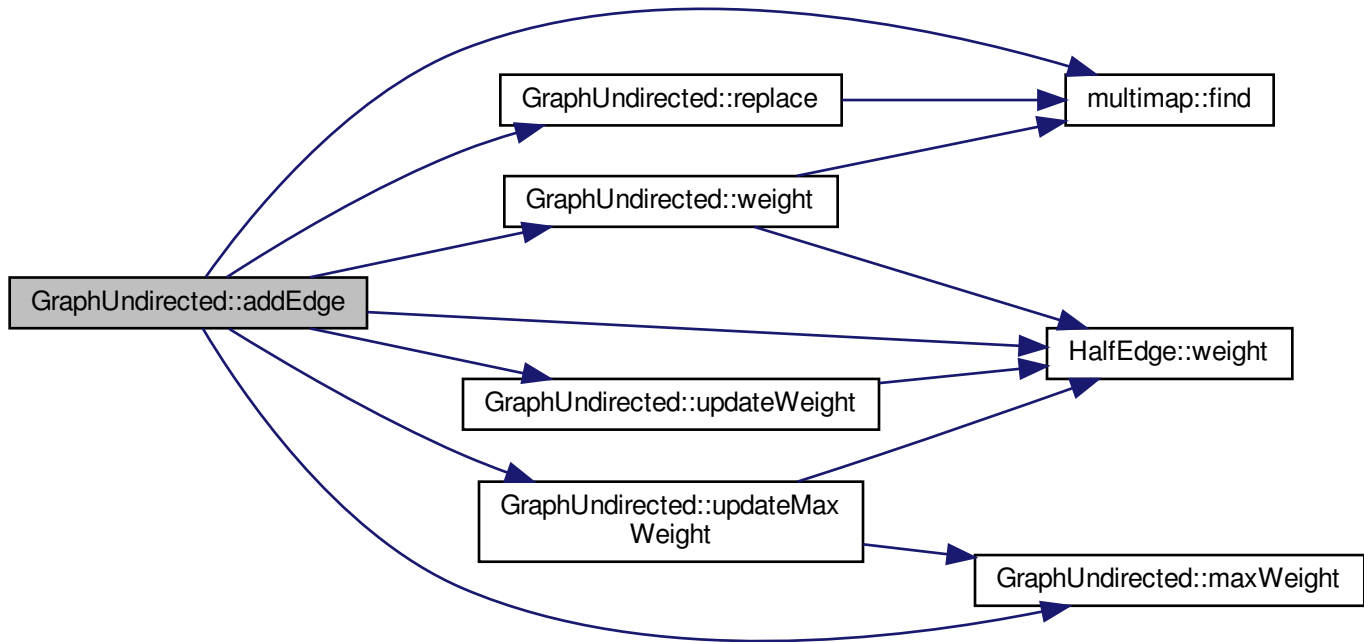 GraphUndirected::replace
multimap::find
GraphUndirected::weight
GraphUndirected::addEdge
HalfEdge::weight
GraphUndirected::updateWeight
GraphUndirected::updateMax
Weight
GraphUndirected::maxWeight